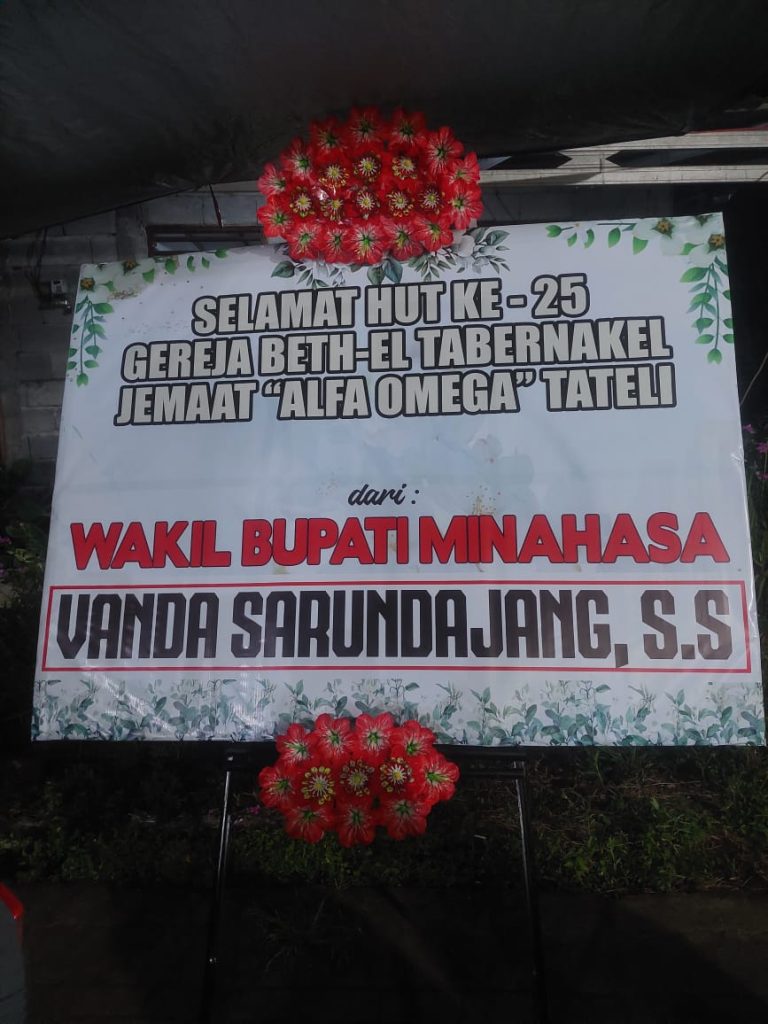 SELAMAT HUT KE - 25
GEREJA BETH-EL TABERNAKEL
JEMAAT “ALFA OMEGA” TATELI
dari :
WAKIL BUPATI MINAHASA
VANDA SARUNDAJANG, S.S